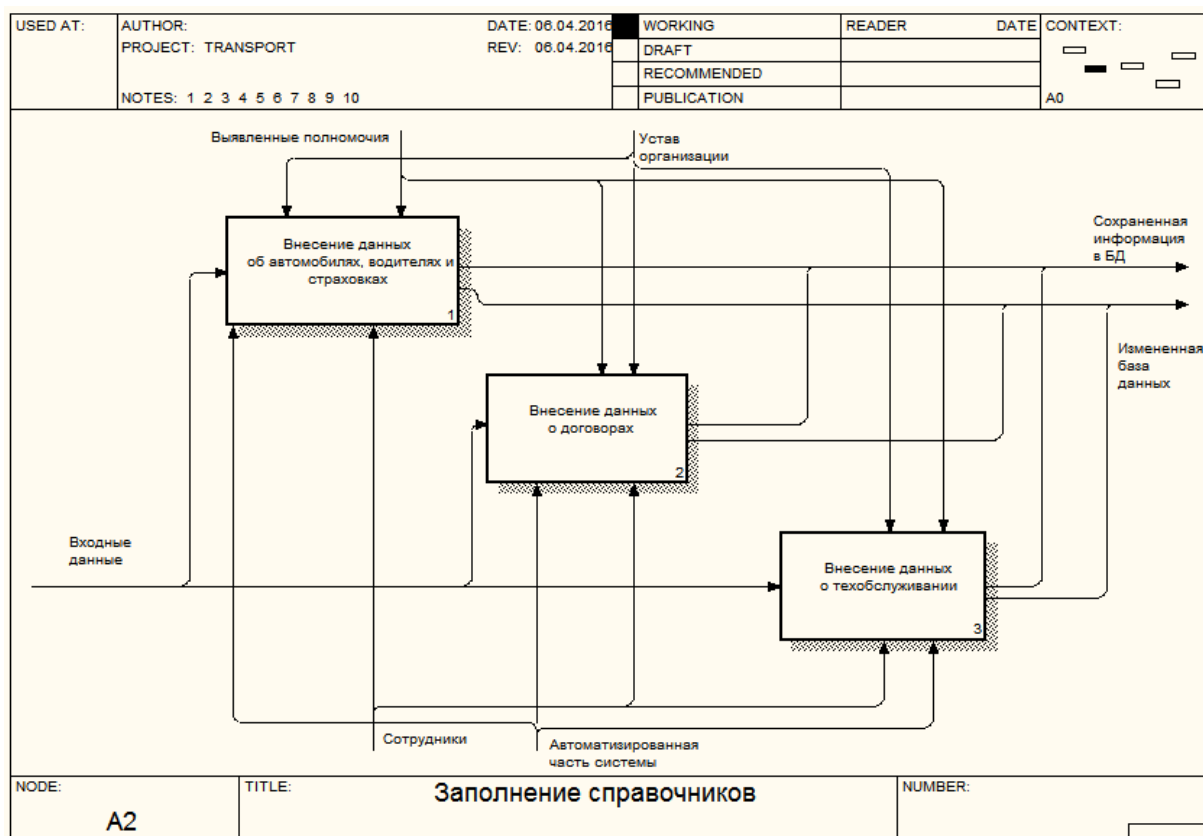 USED AT:
AUTHOR:
DATE: 06.04.2016
WORKING
READER
DATE
CONTEXT:
PROJECT: TRANSPORT
REV: 06.04.2016
DRAFT
RECOMMENDED
NOTES: 1 2 3 4 5 6 7 8 9 10
PUBLICATION
A0
Выявленные полномочия
Устав
организации
Внесение данных
об автомобилях, водителях и
страховках
1
Сохраненная
информация
в БД
Измененная
база
данных
Внесение данных
о договорах
2
Входные
данные
Внесение данных
о техобслуживании
3
Сотрудники
Автоматизированная
часть системы
NODE:
A2
TITLE:
Заполнение справочников
NUMBER: